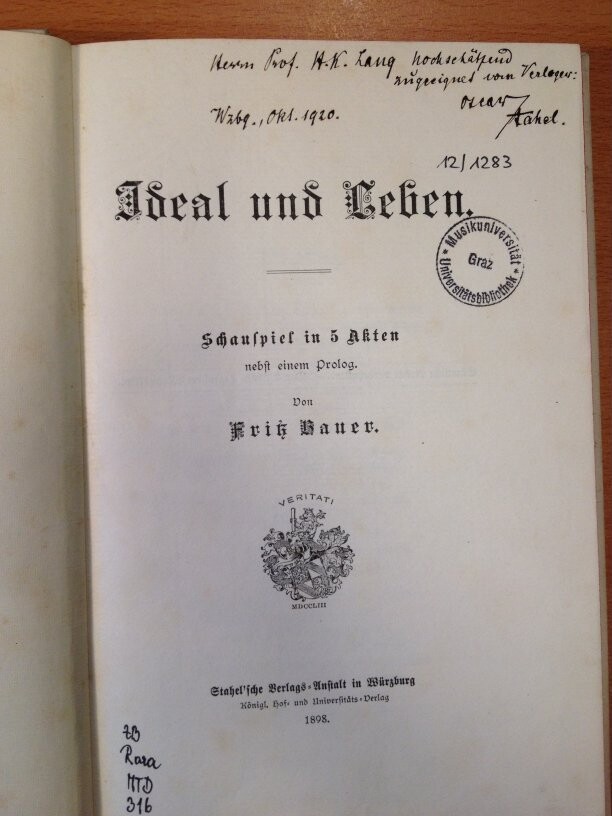 Herrn Prof. H. K. Lang hochschätzend
zugeeignet vom Verleger:
Oscar
Stahel.
Wzbg., Okt. 1920.
12/1283
Ideal und Leben.
Musikuniversität
Graz
Universitätsbibliothek
Schauspiel in 5 Akten
nebst einem Prolog.
Von
Fritz Bauer.
VERITATI
MDCCLIII
Stahel'sche Verlags-Anstalt in Würzburg
Königl. Hof- und Universitäts-Verlag
1898.
ZB
Rara
MTD
316